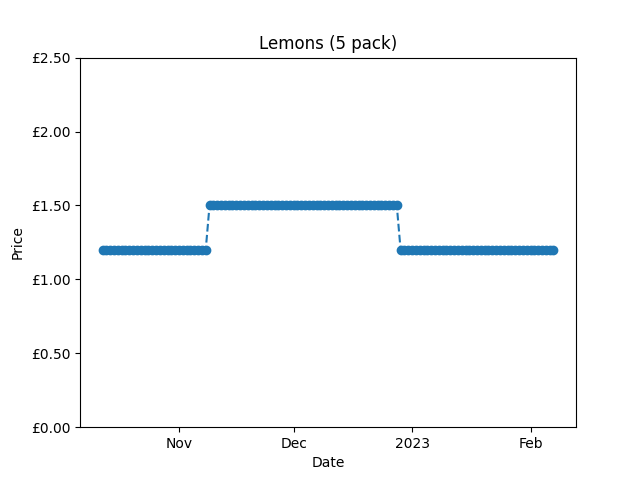 Lemons (5 pack)
£2.50
£2.00
£1.50
£1.00
£0.50
£0.00
Price
Nov
Dec
2023
Feb
Date